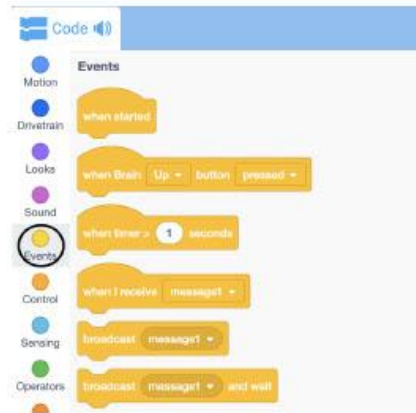 Code
Events
Motion
when started
Drivetrain
Looks
when Brain Up button pressed
Sound
when timer > 1 seconds
Events
Control
when I receive message1
Sensing
broadcast message1
Operators
broadcast message1 and wait